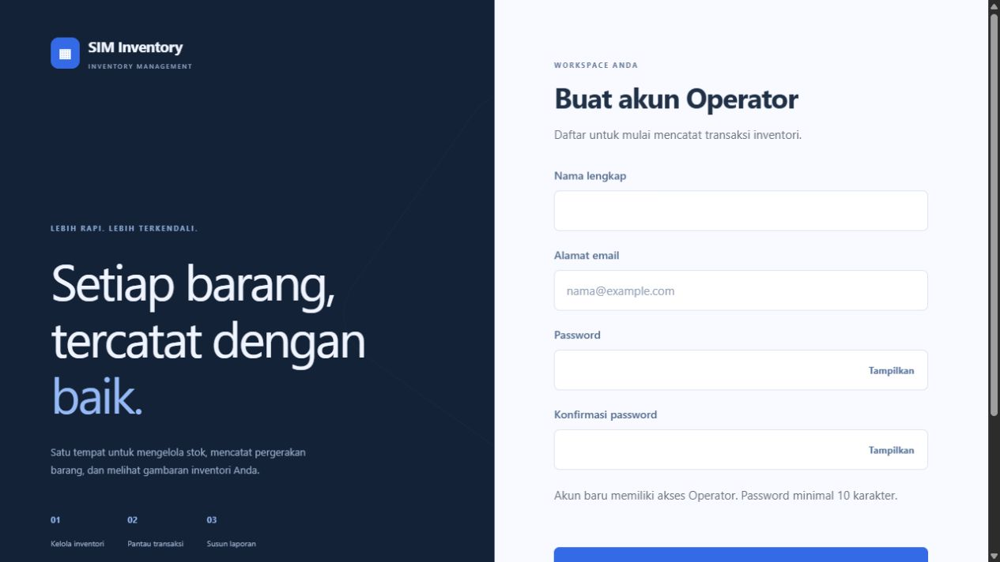 SIM Inventory
INVENTORY MANAGEMENT
LEBIH RAPI. LEBIH TERKENDALI.
Setiap barang,
tercatat dengan
baik.
Satu tempat untuk mengelola stok, mencatat pergerakan
barang, dan melihat gambaran inventori Anda.
01
Kelola inventori
02
Pantau transaksi
03
Susun laporan
WORKSPACE ANDA
Buat akun Operator
Daftar untuk mulai mencatat transaksi inventori.
Nama lengkap
Alamat email
nama@example.com
Password
Tampilkan
Konfirmasi password
Tampilkan
Akun baru memiliki akses Operator. Password minimal 10 karakter.